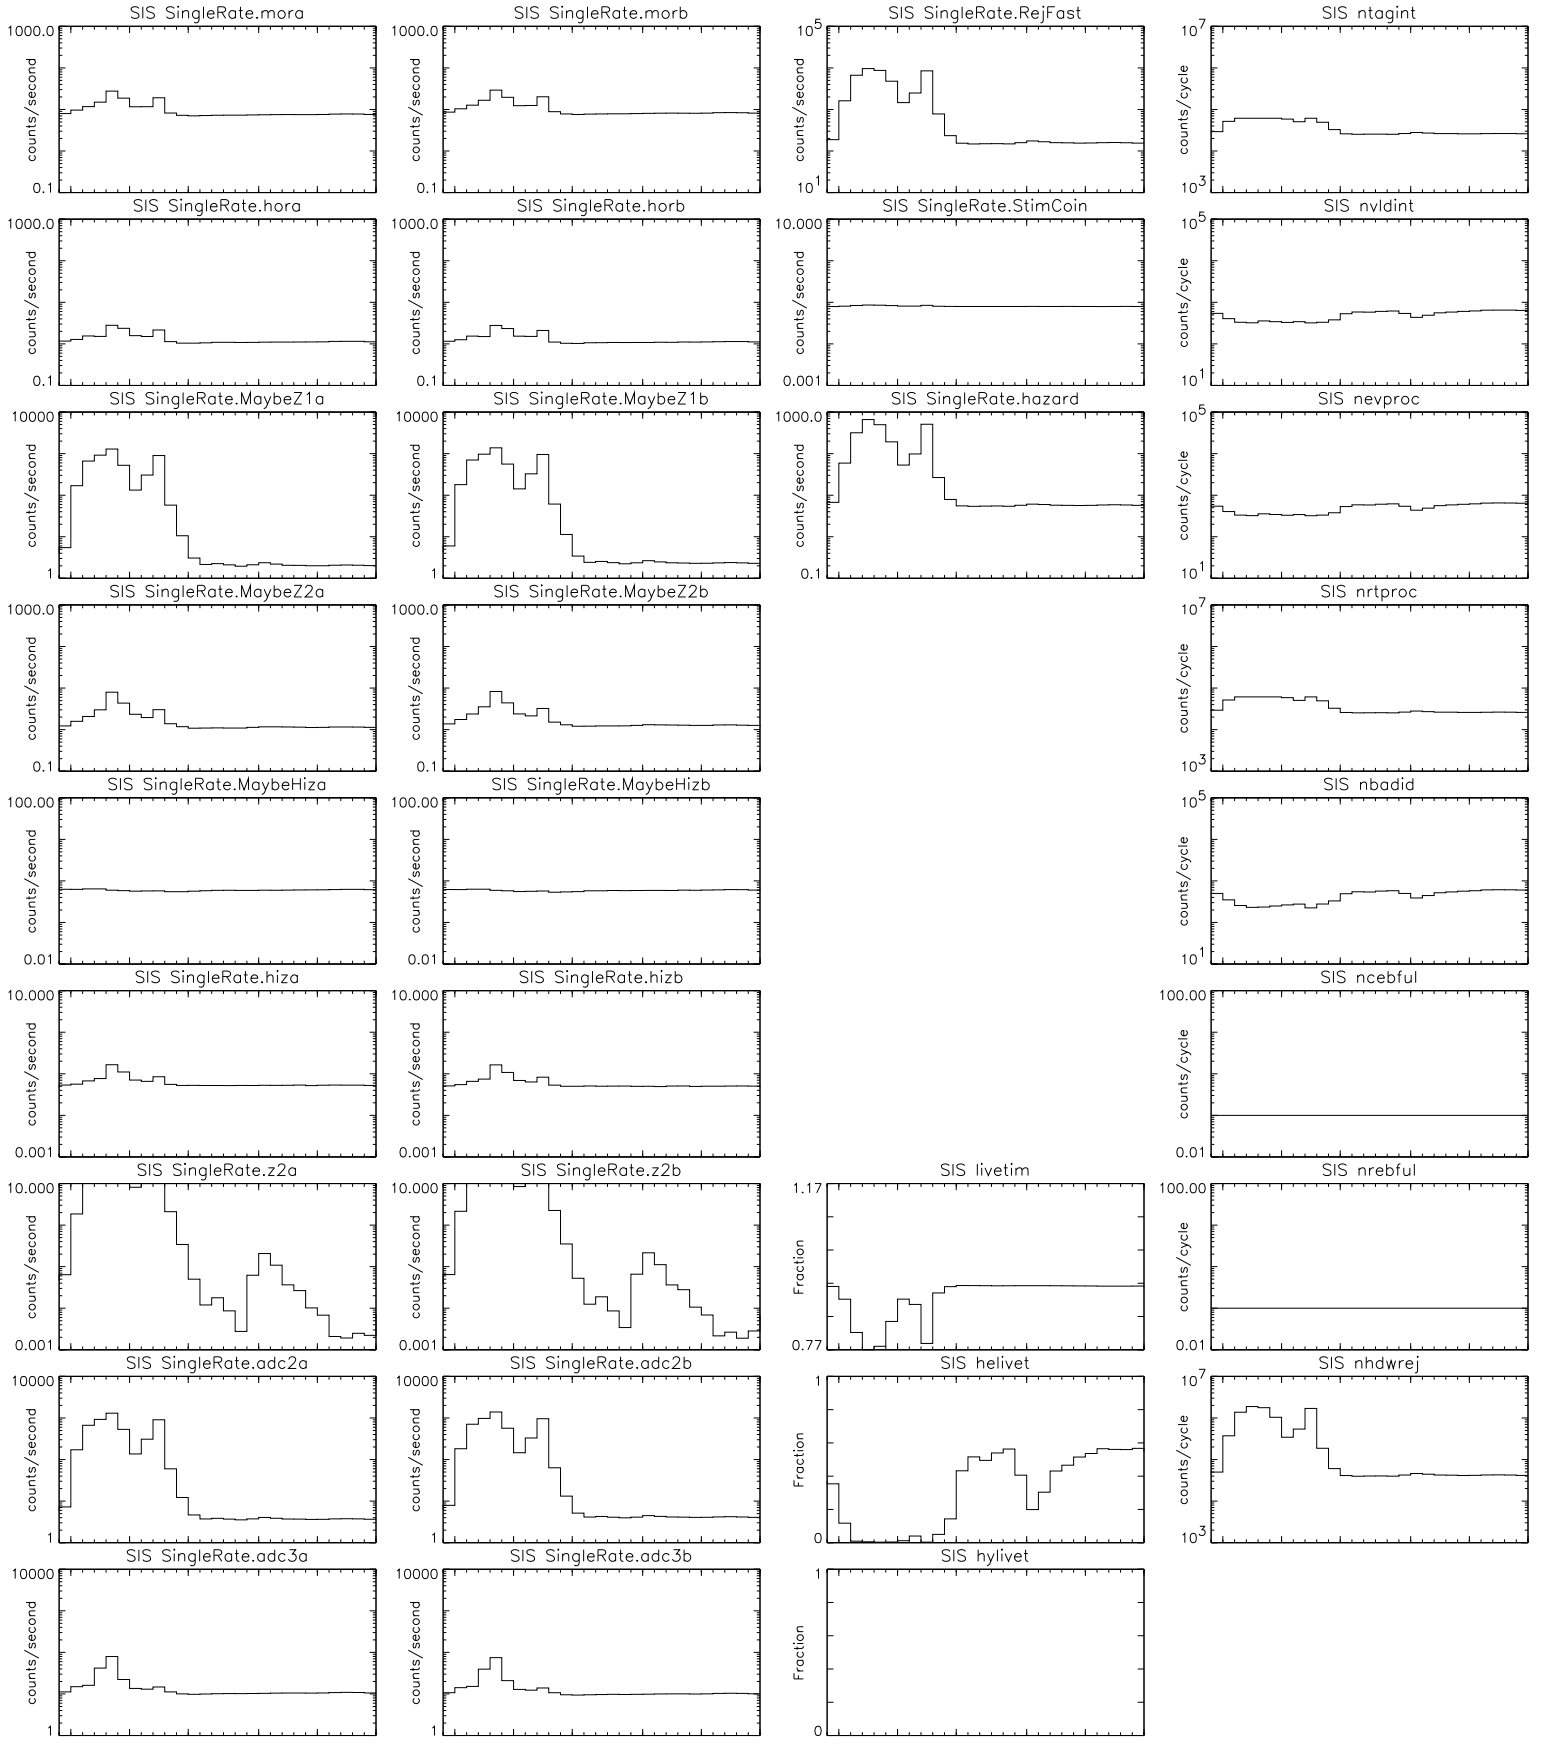 SIS SingleRate.mora
1000.0
counts/second
0.1
SIS SingleRate.morb
1000.0
counts/second
0.1
SIS SingleRate.RejFast
10^5
counts/second
10^1
SIS ntagint
10^7
counts/cycle
10^3
SIS SingleRate.hora
1000.0
counts/second
0.1
SIS SingleRate.horb
1000.0
counts/second
0.1
SIS SingleRate.StimCoin
10.000
counts/second
0.001
SIS nvldint
10^5
counts/cycle
10^1
SIS SingleRate.MaybeZ1a
10000
counts/second
1
SIS SingleRate.MaybeZ1b
10000
counts/second
1
SIS SingleRate.hazard
1000.0
counts/second
0.1
SIS nevproc
10^5
counts/cycle
10^1
SIS SingleRate.MaybeZ2a
1000.0
counts/second
0.1
SIS SingleRate.MaybeZ2b
1000.0
counts/second
0.1
SIS nrtproc
10^7
counts/cycle
10^3
SIS SingleRate.MaybeHiza
100.00
counts/second
0.01
SIS SingleRate.MaybeHizb
100.00
counts/second
0.01
SIS nbadid
10^5
counts/cycle
10^1
SIS SingleRate.hiza
10.000
counts/second
0.001
SIS SingleRate.hizb
10.000
counts/second
0.001
SIS ncebful
100.00
counts/cycle
0.01
SIS SingleRate.z2a
10.000
counts/second
0.001
SIS SingleRate.z2b
10.000
counts/second
0.001
SIS livetim
1.17
Fraction
0.77
SIS nrebful
100.00
counts/cycle
0.01
SIS SingleRate.adc2a
10000
counts/second
1
SIS SingleRate.adc2b
10000
counts/second
1
SIS helivet
1
Fraction
0
SIS nhdwrej
10^7
counts/cycle
10^3
SIS SingleRate.adc3a
10000
counts/second
1
SIS SingleRate.adc3b
10000
counts/second
1
SIS hylivet
1
Fraction
0